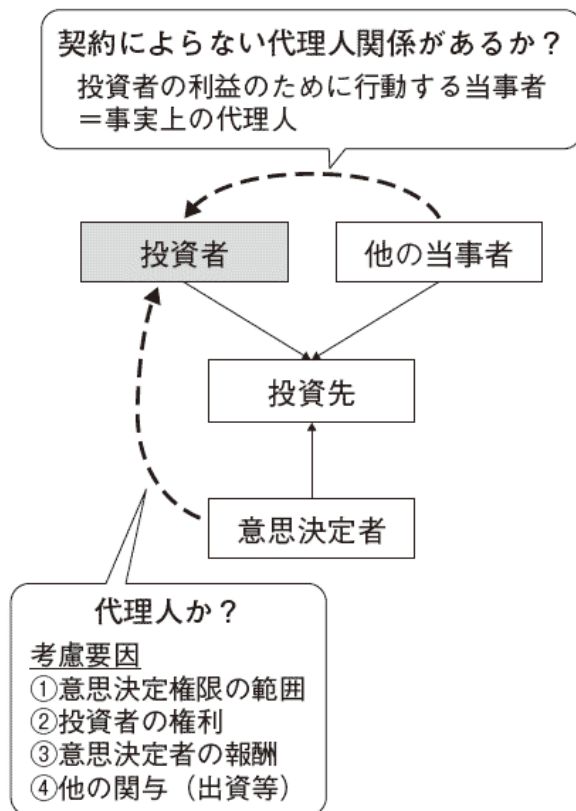 契約によらない代理人関係があるか？
投資者の利益のために行動する当事者
＝事実上の代理人
投資者
他の当事者
投資先
意思決定者
代理人か？
考慮要因
①意思決定権限の範囲
②投資者の権利
③意思決定者の報酬
④他の関与（出資等）